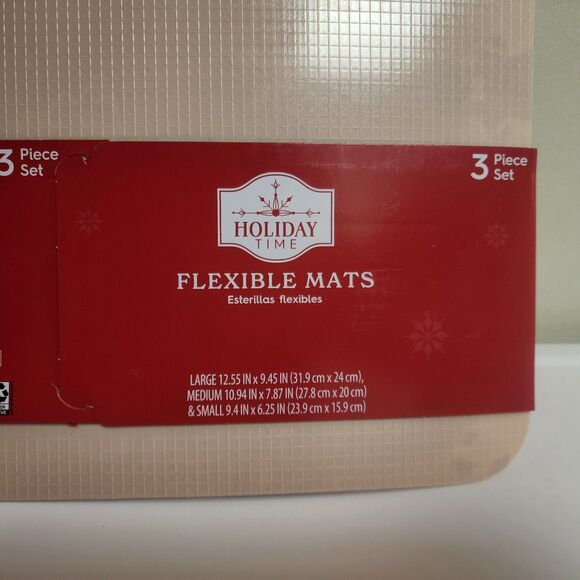 3 Piece
Set
3 Piece
Set
HOLIDAY
TIME
FLEXIBLE MATS
Esterillas flexibles
LARGE 12.55 IN x 9.45 IN (31.9 cm x 24 cm),
MEDIUM 10.94 IN x 7.87 IN (27.8 cm x 20 cm)
& SMALL 9.4 IN x 6.25 IN (23.9 cm x 15.9 cm)